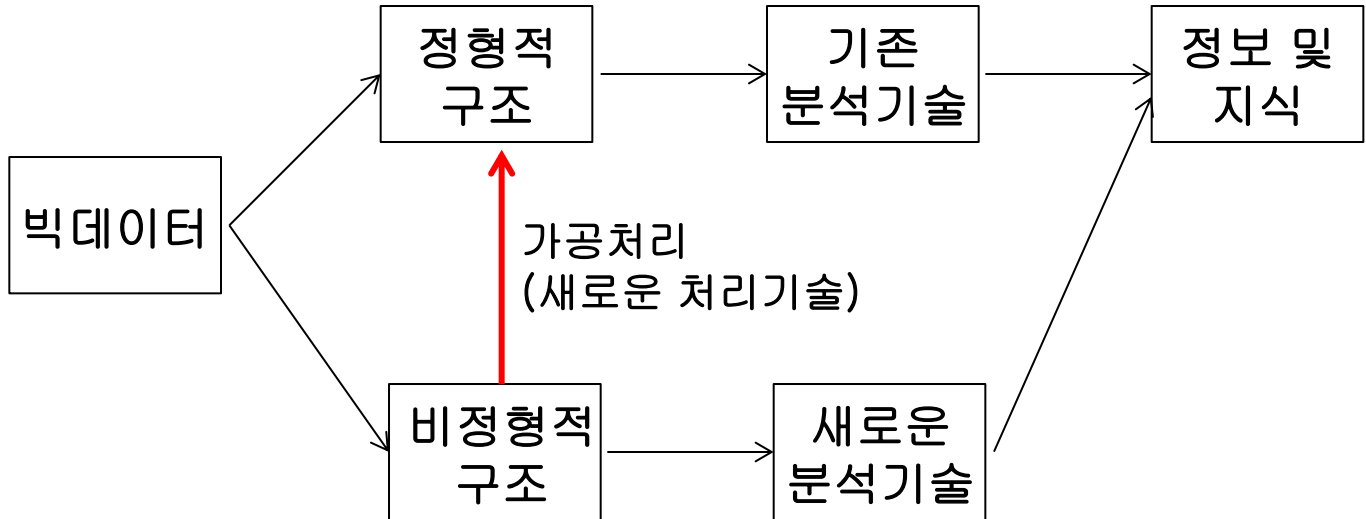 정형적
구조
기존
분석기술
정보 및
지식
빅데이터
가공처리
(새로운 처리기술)
비정형적
구조
새로운
분석기술